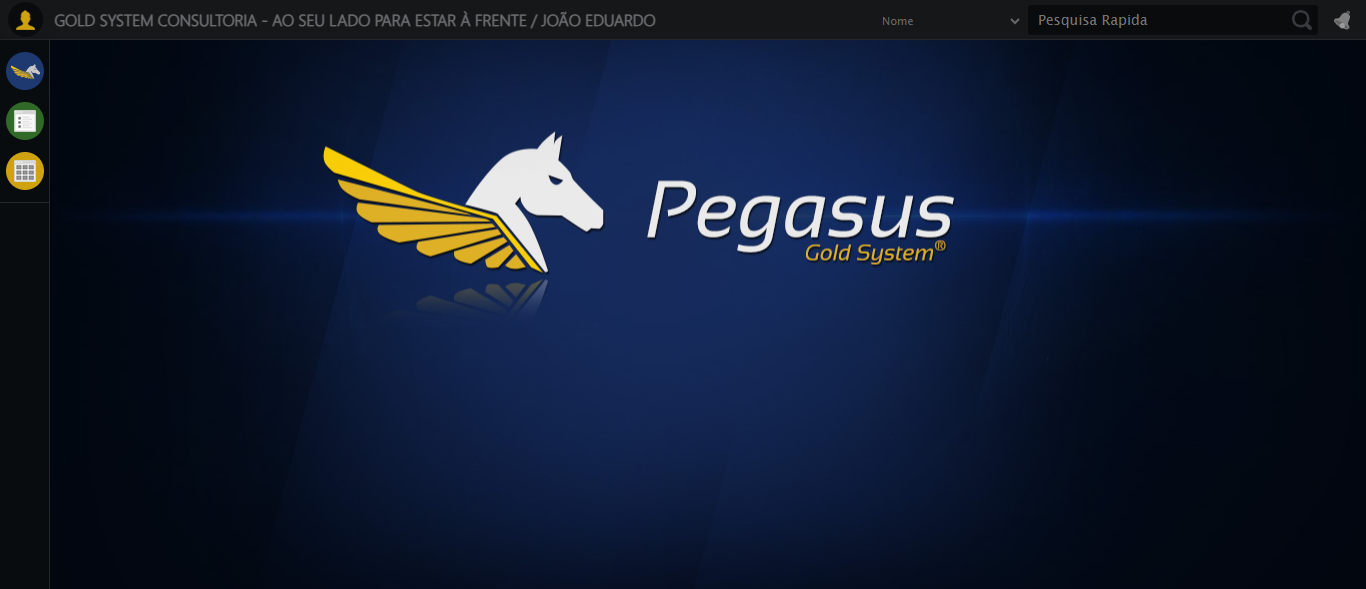 GOLD SYSTEM CONSULTORIA - AO SEU LADO PARA ESTAR À FRENTE / JOÃO EDUARDO
Nome
Pesquisa Rapida
Pegasus
Gold System®